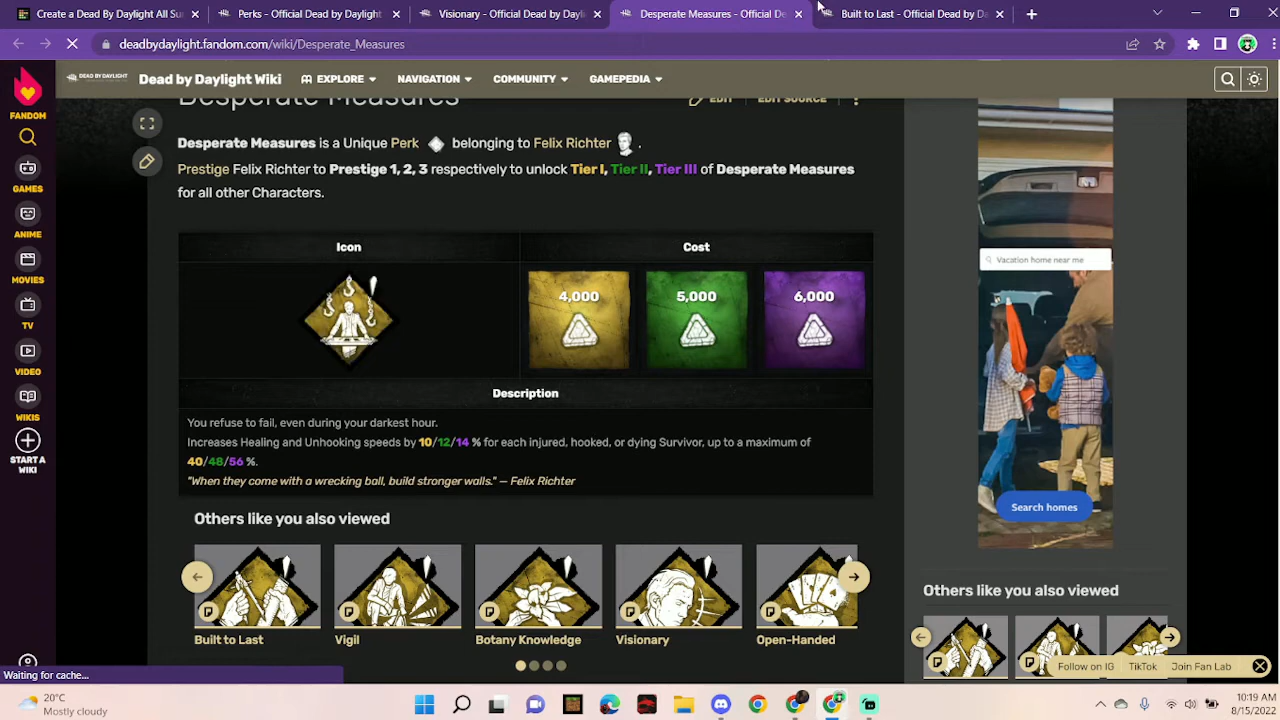 Create a Dead by Daylight All Su
Felix Richter - Official Dead by D
Visionary - Official Dead by Dayl
Desperate Measures - Official De
Built to Last - Official Dead by Da
deadbydaylight.fandom.com/wiki/Desperate_Measures
FANDOM
GAMES
ANIME
MOVIES
TV
VIDEO
WIKIS
START A
WIKI
DEAD BY DAYLIGHT
Dead by Daylight Wiki
EXPLORE
NAVIGATION
COMMUNITY
GAMEPEDIA
Desperate Measures
EDIT
EDIT SOURCE
Desperate Measures is a Unique Perk belonging to Felix Richter .
Prestige Felix Richter to Prestige 1, 2, 3 respectively to unlock Tier I, Tier II, Tier III of Desperate Measures
for all other Characters.
Icon
Cost
4,000
5,000
6,000
Description
You refuse to fail, even during your darkest hour.
Increases Healing and Unhooking speeds by 10/12/14 % for each injured, hooked, or dying Survivor, up to a maximum of
40/48/56 %.
"When they come with a wrecking ball, build stronger walls." — Felix Richter
Others like you also viewed
Built to Last
Vigil
Botany Knowledge
Visionary
Open-Handed
Vacation home near me
Search homes
Others like you also viewed
Follow on IG
TikTok
Join Fan Lab
Waiting for cache...
20°C
Mostly cloudy
10:19 AM
8/15/2022